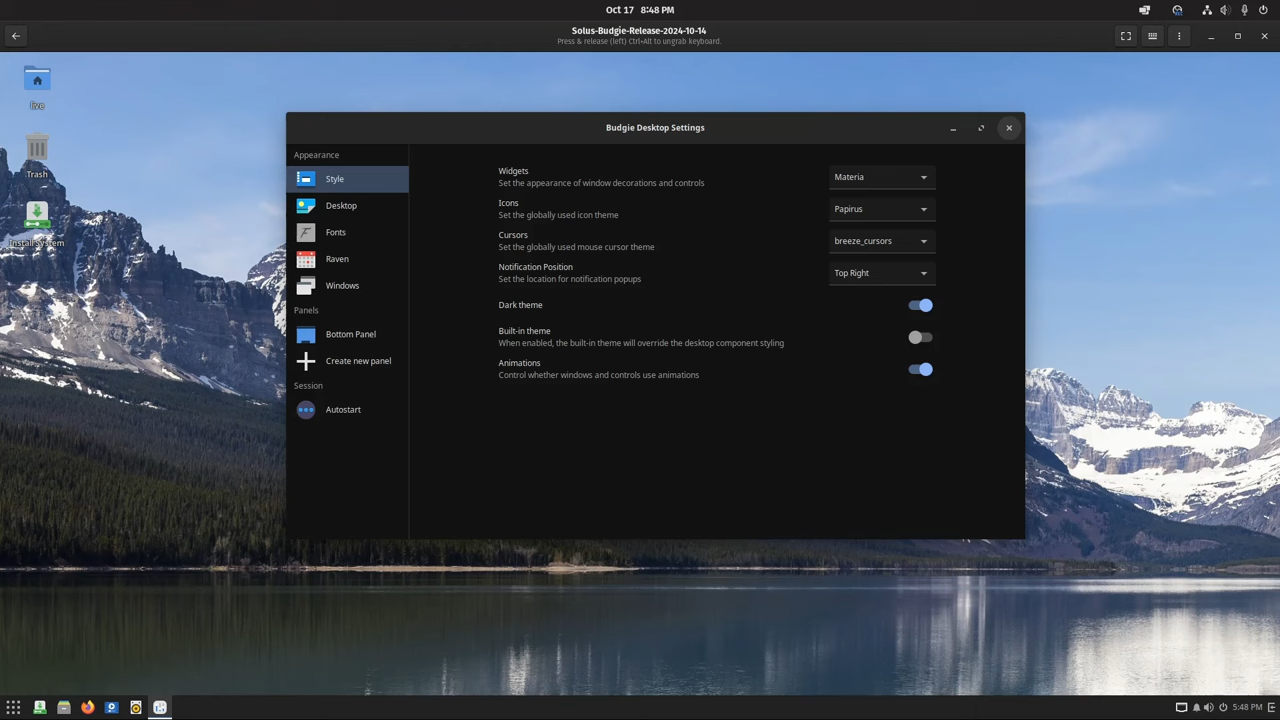 Oct 17 8:48 PM
Solus-Budgie-Release-2024-10-14
Press & release (left) Ctrl+Alt to ungrab keyboard.
live
Trash
Install System
Budgie Desktop Settings
Appearance
Style
Desktop
Fonts
Raven
Windows
Panels
Bottom Panel
Create new panel
Session
Autostart
Widgets
Set the appearance of window decorations and controls
Materia
Icons
Set the globally used icon theme
Papirus
Cursors
Set the globally used mouse cursor theme
breeze_cursors
Notification Position
Set the location for notification popups
Top Right
Dark theme
Built-in theme
When enabled, the built-in theme will override the desktop component styling
Animations
Control whether windows and controls use animations
5:48 PM